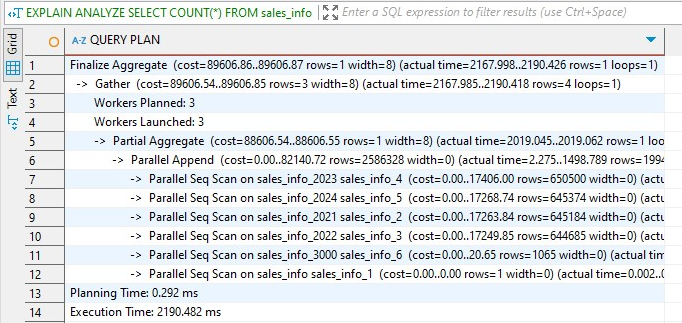 EXPLAIN ANALYZE SELECT COUNT(*) FROM sales_info
Enter a SQL expression to filter results (use Ctrl+Space)
Grid
Text
A-Z QUERY PLAN
1 Finalize Aggregate (cost=89606.86..89606.87 rows=1 width=8) (actual time=2167.998..2190.426 rows=1 loops=1)
2 -> Gather (cost=89606.54..89606.85 rows=3 width=8) (actual time=2167.985..2190.418 rows=4 loops=1)
3 Workers Planned: 3
4 Workers Launched: 3
5 -> Partial Aggregate (cost=88606.54..88606.55 rows=1 width=8) (actual time=2019.045..2019.062 rows=1 loo
6 -> Parallel Append (cost=0.00..82140.72 rows=2586328 width=0) (actual time=2.275..1498.789 rows=1994
7 -> Parallel Seq Scan on sales_info_2023 sales_info_4 (cost=0.00..17406.00 rows=650500 width=0) (actu
8 -> Parallel Seq Scan on sales_info_2024 sales_info_5 (cost=0.00..17268.74 rows=645374 width=0) (actu
9 -> Parallel Seq Scan on sales_info_2021 sales_info_2 (cost=0.00..17263.84 rows=645184 width=0) (actu
10 -> Parallel Seq Scan on sales_info_2022 sales_info_3 (cost=0.00..17249.85 rows=644685 width=0) (actu
11 -> Parallel Seq Scan on sales_info_3000 sales_info_6 (cost=0.00..20.65 rows=1065 width=0) (actual tim
12 -> Parallel Seq Scan on sales_info sales_info_1 (cost=0.00..0.00 rows=1 width=0) (actual time=0.002..0
13 Planning Time: 0.292 ms
14 Execution Time: 2190.482 ms